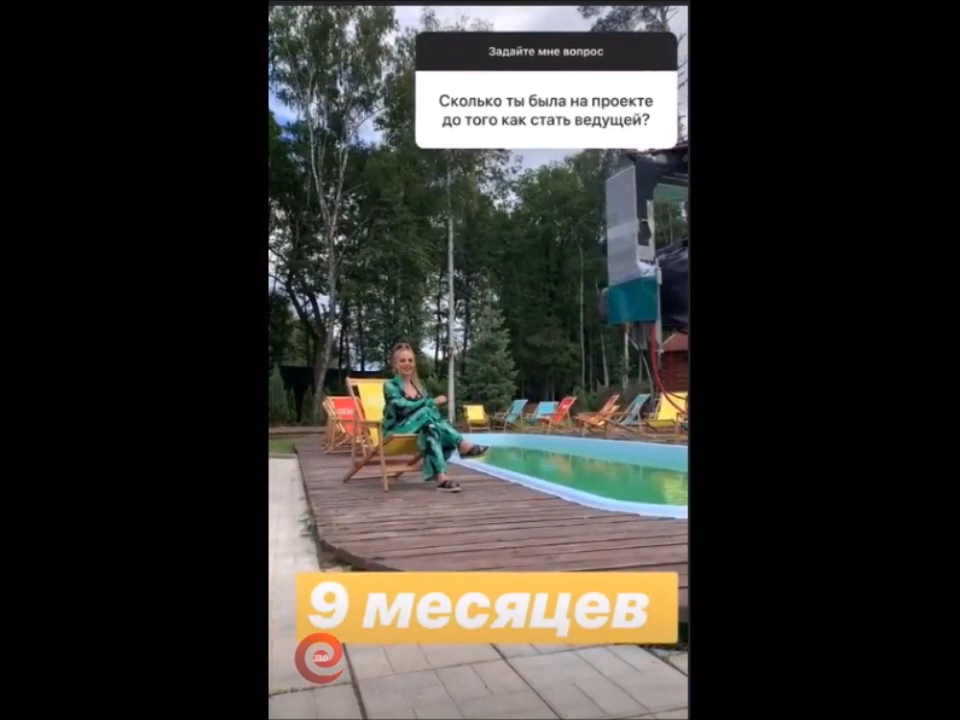 Задайте мне вопрос
Сколько ты была на проекте
до того как стать ведущей?
9 месяцев